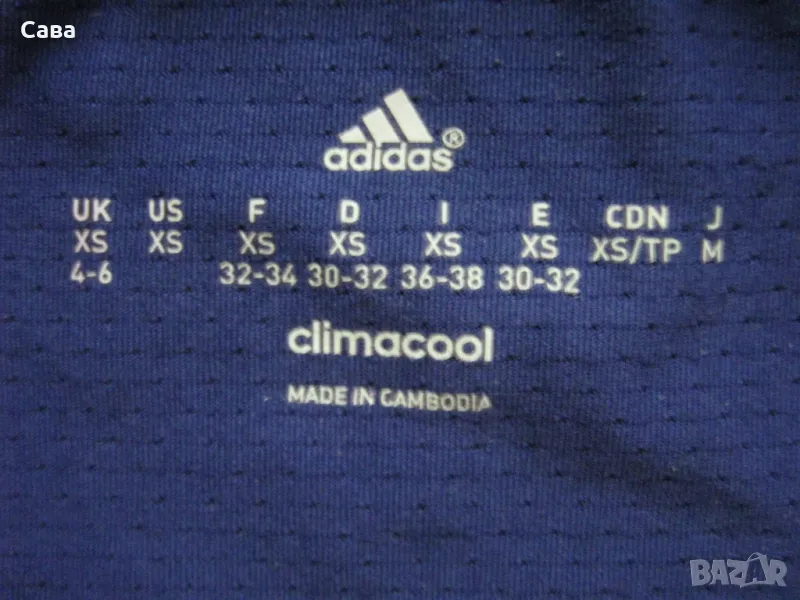 Сава
adidas®
UK US F D I E CDN J
XS XS XS XS XS XS XS/TP M
4-6 32-34 30-32 36-38 30-32
climacool
MADE IN CAMBODIA
BAZAR